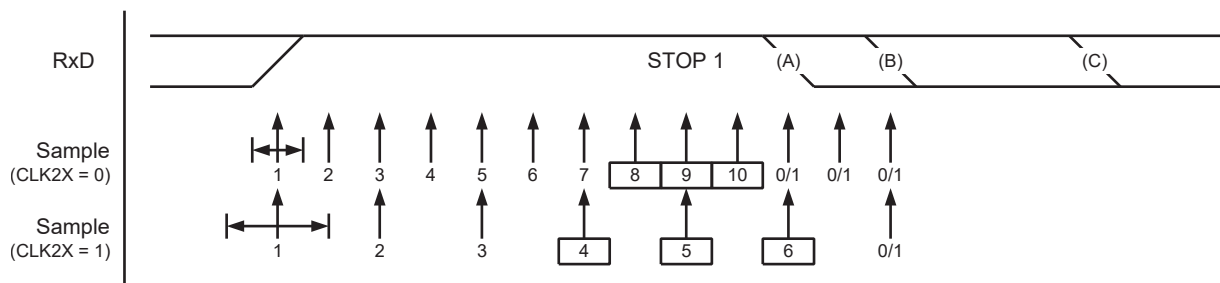 RxD STOP 1 (A) (B) (C)
Sample
(CLK2X = 0)
1 2 3 4 5 6 7 8 9 10 0/1 0/1 0/1
Sample
(CLK2X = 1)
1 2 3 4 5 6 0/1